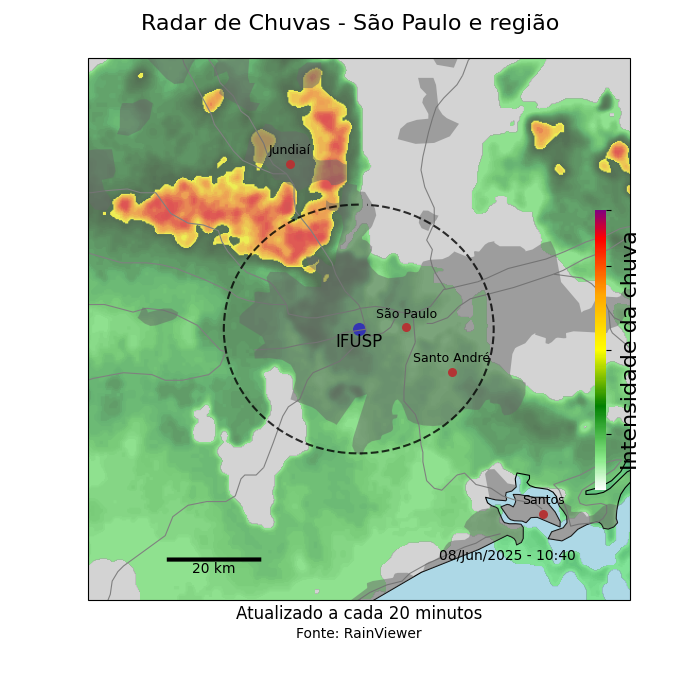 Radar de Chuvas - São Paulo e região
Jundiaí
São Paulo
IFUSP
Santo André
Intensidade da chuva
Santos
08/Jun/2025 - 10:40
20 km
Atualizado a cada 20 minutos
Fonte: RainViewer